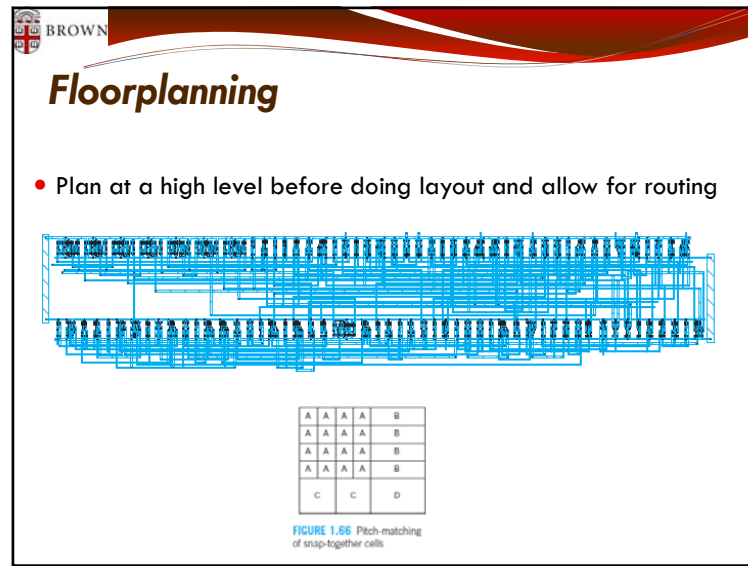 BROWN
Floorplanning
• Plan at a high level before doing layout and allow for routing
A A A A B
A A A A B
A A A A B
A A A A B
C C D
FIGURE 1.66 Pitch-matching
of snap-together cells